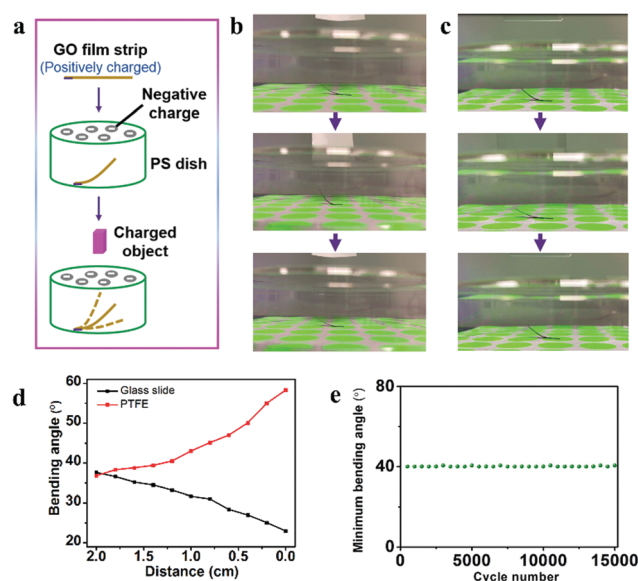 a
GO film strip
(Positively charged)
Negative
charge
PS dish
Charged
object
b
c
d
60
50
40
30
20
Bending angle (°)
Glass slide
PTFE
2.0 1.5 1.0 0.5 0.0
Distance (cm)
e
80
40
0
Minimum bending angle (°)
0 5000 10000 15000
Cycle number